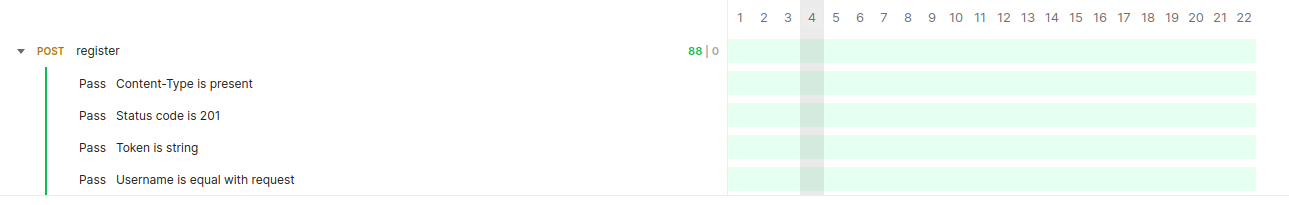 1 2 3 4 5 6 7 8 9 10 11 12 13 14 15 16 17 18 19 20 21 22
POST register 88 | 0
Pass Content-Type is present
Pass Status code is 201
Pass Token is string
Pass Username is equal with request